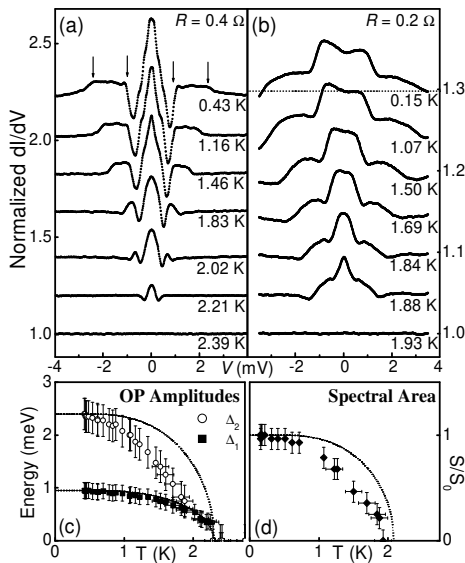 (a) R = 0.4 Ω
(b) R = 0.2 Ω
Normalized dI/dV
2.5
2.0
1.5
1.0
0.43 K
1.16 K
1.46 K
1.83 K
2.02 K
2.21 K
2.39 K
0.15 K
1.07 K
1.50 K
1.69 K
1.84 K
1.88 K
1.93 K
1.3
1.2
1.1
1.0
-4 -2 0 2 V (mV) -2 0 2 4
OP Amplitudes
Δ2
Δ1
Energy (meV)
3
2
1
0
(c)
0 1 T (K) 2
Spectral Area
(d)
0 1 T (K) 2
1
0
S/S0